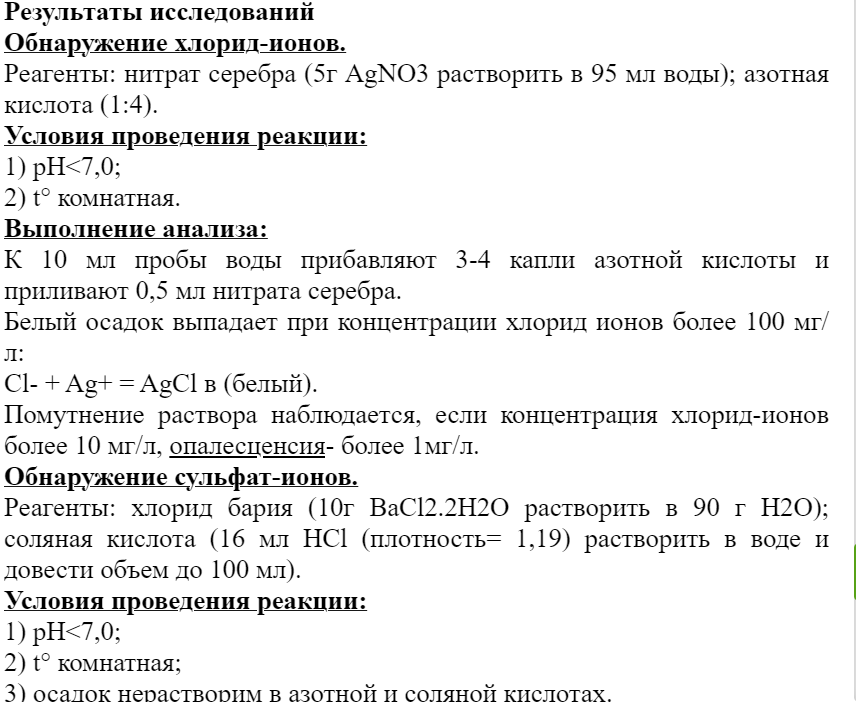 Результаты исследований
Обнаружение хлорид-ионов.
Реагенты: нитрат серебра (5г AgNO3 растворить в 95 мл воды); азотная
кислота (1:4).
Условия проведения реакции:
1) pH<7,0;
2) t° комнатная.
Выполнение анализа:
К 10 мл пробы воды прибавляют 3-4 капли азотной кислоты и
приливают 0,5 мл нитрата серебра.
Белый осадок выпадает при концентрации хлорид ионов более 100 мг/
л:
Cl- + Ag+ = AgCl в (белый).
Помутнение раствора наблюдается, если концентрация хлорид-ионов
более 10 мг/л, опалесценсия- более 1мг/л.
Обнаружение сульфат-ионов.
Реагенты: хлорид бария (10г BaCl2.2H2O растворить в 90 г H2O);
соляная кислота (16 мл HCl (плотность= 1,19) растворить в воде и
довести объем до 100 мл).
Условия проведения реакции:
1) pH<7,0;
2) t° комнатная;
3) осадок нерастворим в азотной и соляной кислотах.